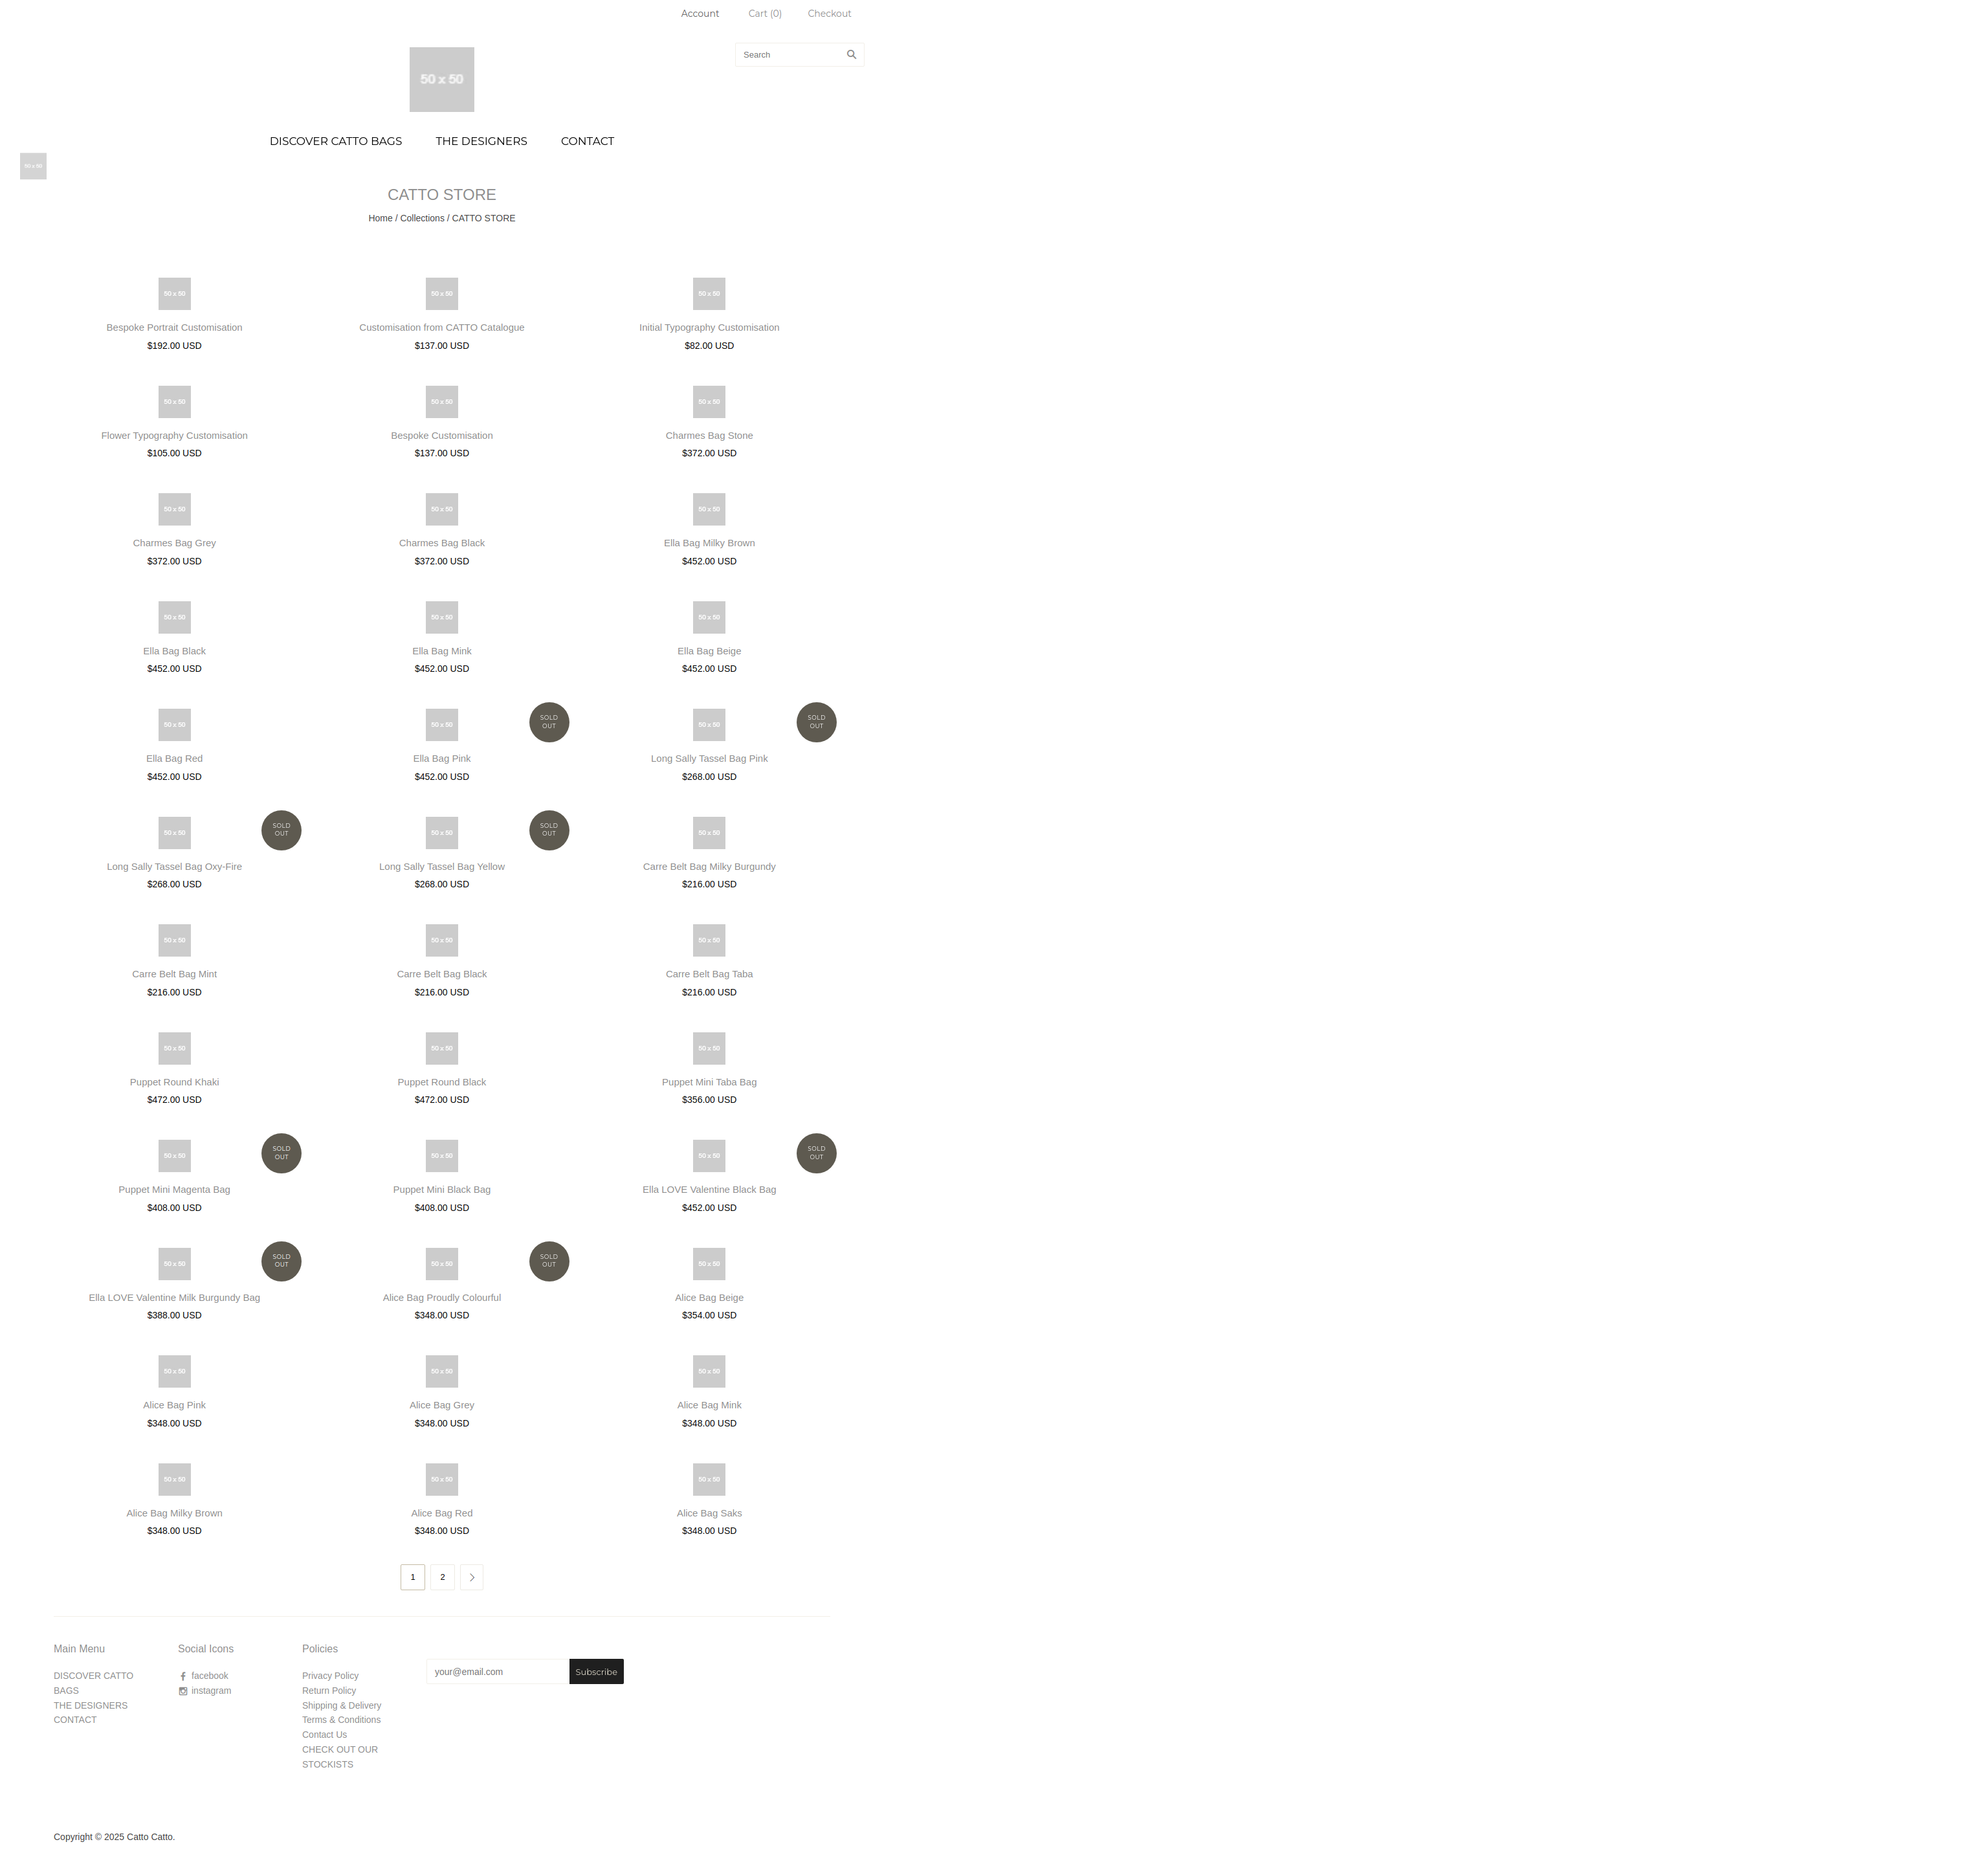 Account Cart (0) Checkout
Search
50 x 50
DISCOVER CATTO BAGS THE DESIGNERS CONTACT
50 x 50
CATTO STORE
Home / Collections / CATTO STORE
50 x 50 50 x 50 50 x 50
Bespoke Portrait Customisation Customisation from CATTO Catalogue Initial Typography Customisation
$192.00 USD $137.00 USD $82.00 USD
50 x 50 50 x 50 50 x 50
Flower Typography Customisation Bespoke Customisation Charmes Bag Stone
$105.00 USD $137.00 USD $372.00 USD
50 x 50 50 x 50 50 x 50
Charmes Bag Grey Charmes Bag Black Ella Bag Milky Brown
$372.00 USD $372.00 USD $452.00 USD
50 x 50 50 x 50 50 x 50
Ella Bag Black Ella Bag Mink Ella Bag Beige
$452.00 USD $452.00 USD $452.00 USD
50 x 50 50 x 50 SOLD OUT 50 x 50 SOLD OUT
Ella Bag Red Ella Bag Pink Long Sally Tassel Bag Pink
$452.00 USD $452.00 USD $268.00 USD
50 x 50 SOLD OUT 50 x 50 SOLD OUT 50 x 50
Long Sally Tassel Bag Oxy-Fire Long Sally Tassel Bag Yellow Carre Belt Bag Milky Burgundy
$268.00 USD $268.00 USD $216.00 USD
50 x 50 50 x 50 50 x 50
Carre Belt Bag Mint Carre Belt Bag Black Carre Belt Bag Taba
$216.00 USD $216.00 USD $216.00 USD
50 x 50 50 x 50 50 x 50
Puppet Round Khaki Puppet Round Black Puppet Mini Taba Bag
$472.00 USD $472.00 USD $356.00 USD
50 x 50 SOLD OUT 50 x 50 50 x 50 SOLD OUT
Puppet Mini Magenta Bag Puppet Mini Black Bag Ella LOVE Valentine Black Bag
$408.00 USD $408.00 USD $452.00 USD
50 x 50 SOLD OUT 50 x 50 SOLD OUT 50 x 50
Ella LOVE Valentine Milk Burgundy Bag Alice Bag Proudly Colourful Alice Bag Beige
$388.00 USD $348.00 USD $354.00 USD
50 x 50 50 x 50 50 x 50
Alice Bag Pink Alice Bag Grey Alice Bag Mink
$348.00 USD $348.00 USD $348.00 USD
50 x 50 50 x 50 50 x 50
Alice Bag Milky Brown Alice Bag Red Alice Bag Saks
$348.00 USD $348.00 USD $348.00 USD
1 2
Main Menu
DISCOVER CATTO
BAGS
THE DESIGNERS
CONTACT
Social Icons
facebook
instagram
Policies
Privacy Policy
Return Policy
Shipping & Delivery
Terms & Conditions
Contact Us
CHECK OUT OUR
STOCKISTS
your@email.com Subscribe
Copyright © 2025 Catto Catto.